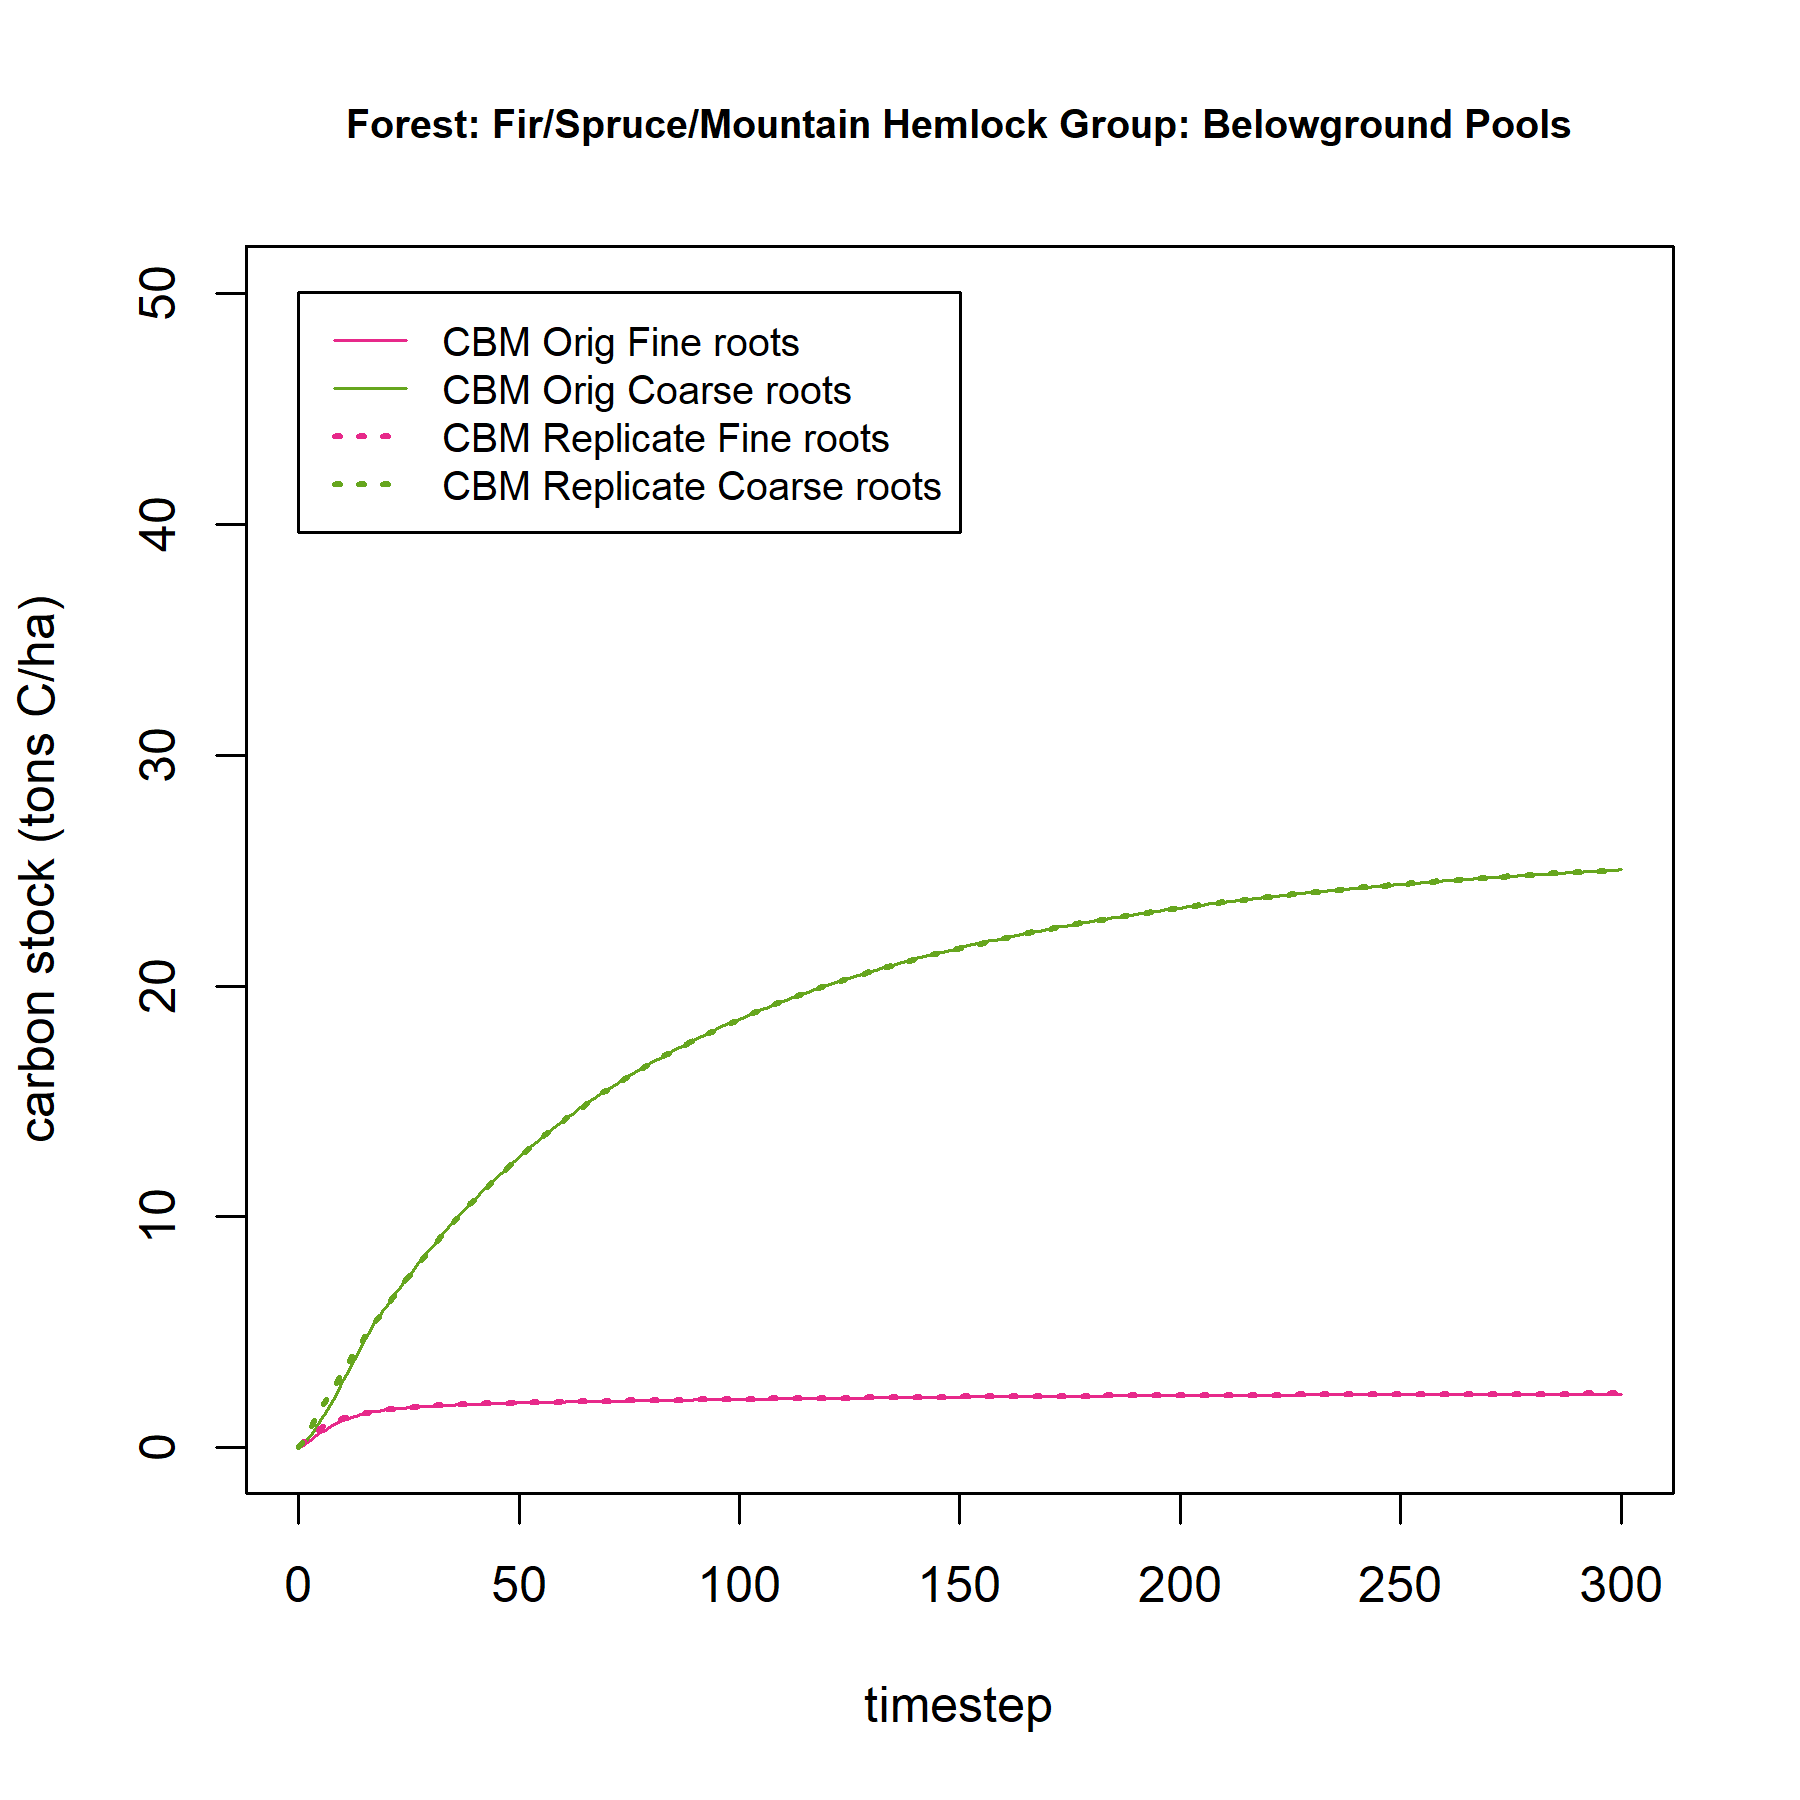 Forest: Fir/Spruce/Mountain Hemlock Group: Belowground Pools
CBM Orig Fine roots
CBM Orig Coarse roots
CBM Replicate Fine roots
CBM Replicate Coarse roots
carbon stock (tons C/ha)
50
40
30
20
10
0
0 50 100 150 200 250 300
timestep